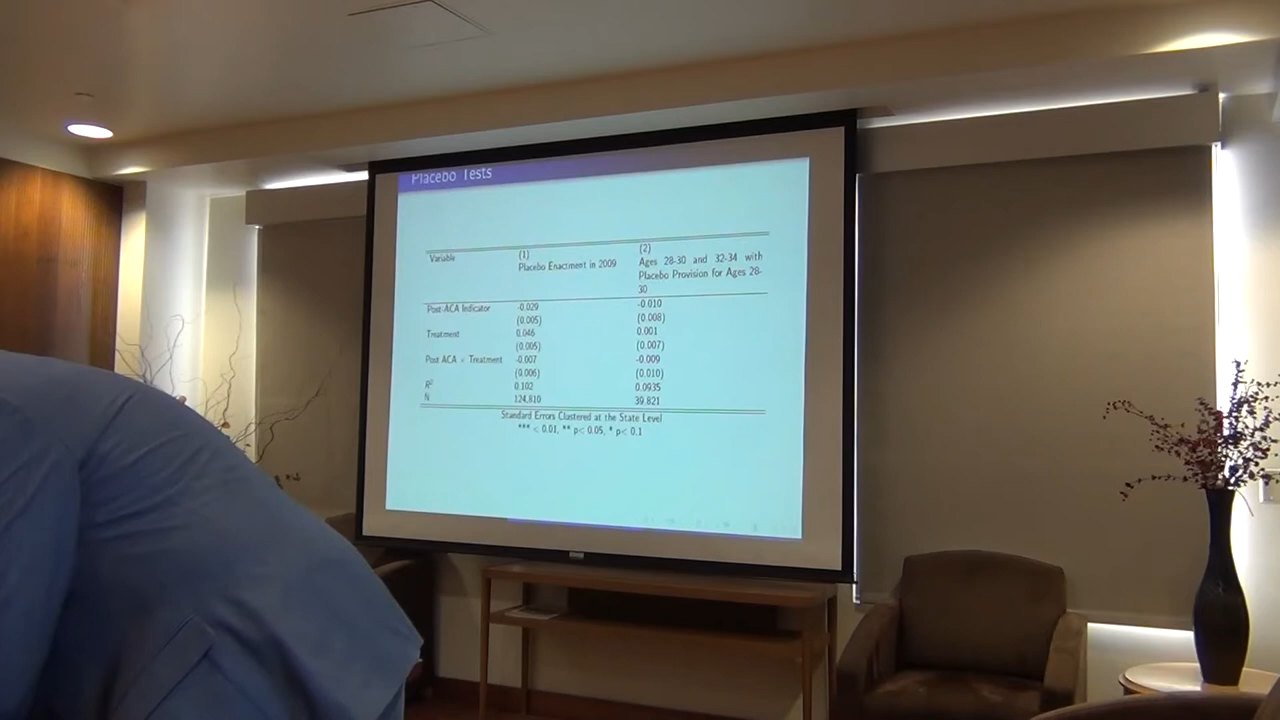 Placebo Tests
Variable (1) (2)
Placebo Enactment in 2009 Ages 28-30 and 32-34 with
Placebo Provision for Ages 28-
30
Post ACA Indicator -0.029 -0.010
(0.005) (0.008)
Treatment 0.046 0.001
(0.005) (0.007)
Post ACA × Treatment -0.007 -0.009
(0.006) (0.010)
R² 0.102 0.0935
N 124,810 39,821
Standard Errors Clustered at the State Level
*** < 0.01, ** p< 0.05, * p< 0.1